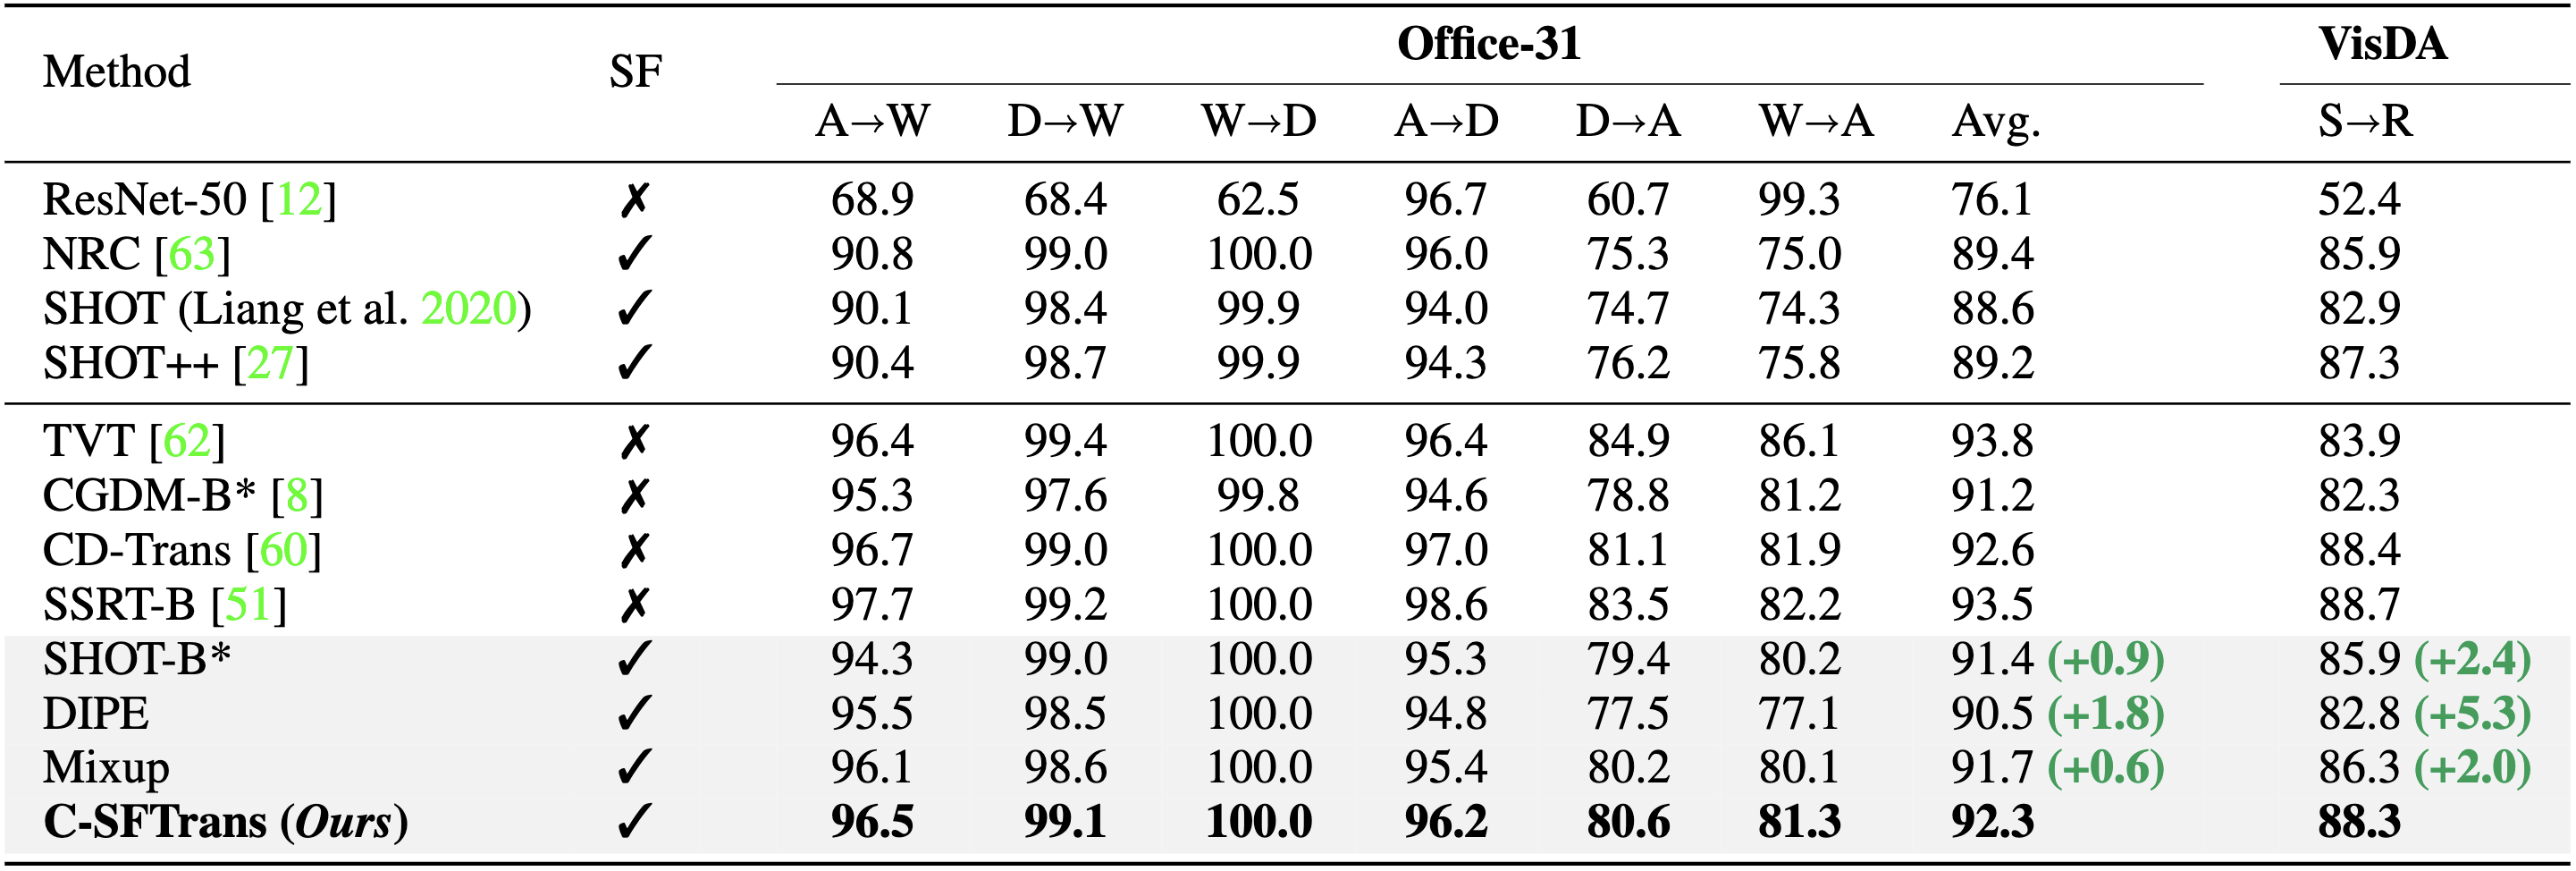 Method SF Office-31 VisDA
A→W D→W W→D A→D D→A W→A Avg. S→R
ResNet-50 [12] ✗ 68.9 68.4 62.5 96.7 60.7 99.3 76.1 52.4
NRC [63] ✓ 90.8 99.0 100.0 96.0 75.3 75.0 89.4 85.9
SHOT (Liang et al. 2020) ✓ 90.1 98.4 99.9 94.0 74.7 74.3 88.6 82.9
SHOT++ [27] ✓ 90.4 98.7 99.9 94.3 76.2 75.8 89.2 87.3
TVT [62] ✗ 96.4 99.4 100.0 96.4 84.9 86.1 93.8 83.9
CGDM-B* [8] ✗ 95.3 97.6 99.8 94.6 78.8 81.2 91.2 82.3
CD-Trans [60] ✗ 96.7 99.0 100.0 97.0 81.1 81.9 92.6 88.4
SSRT-B [51] ✗ 97.7 99.2 100.0 98.6 83.5 82.2 93.5 88.7
SHOT-B* ✓ 94.3 99.0 100.0 95.3 79.4 80.2 91.4 (+0.9) 85.9 (+2.4)
DIPE ✓ 95.5 98.5 100.0 94.8 77.5 77.1 90.5 (+1.8) 82.8 (+5.3)
Mixup ✓ 96.1 98.6 100.0 95.4 80.2 80.1 91.7 (+0.6) 86.3 (+2.0)
C-SFTrans (Ours) ✓ 96.5 99.1 100.0 96.2 80.6 81.3 92.3 88.3